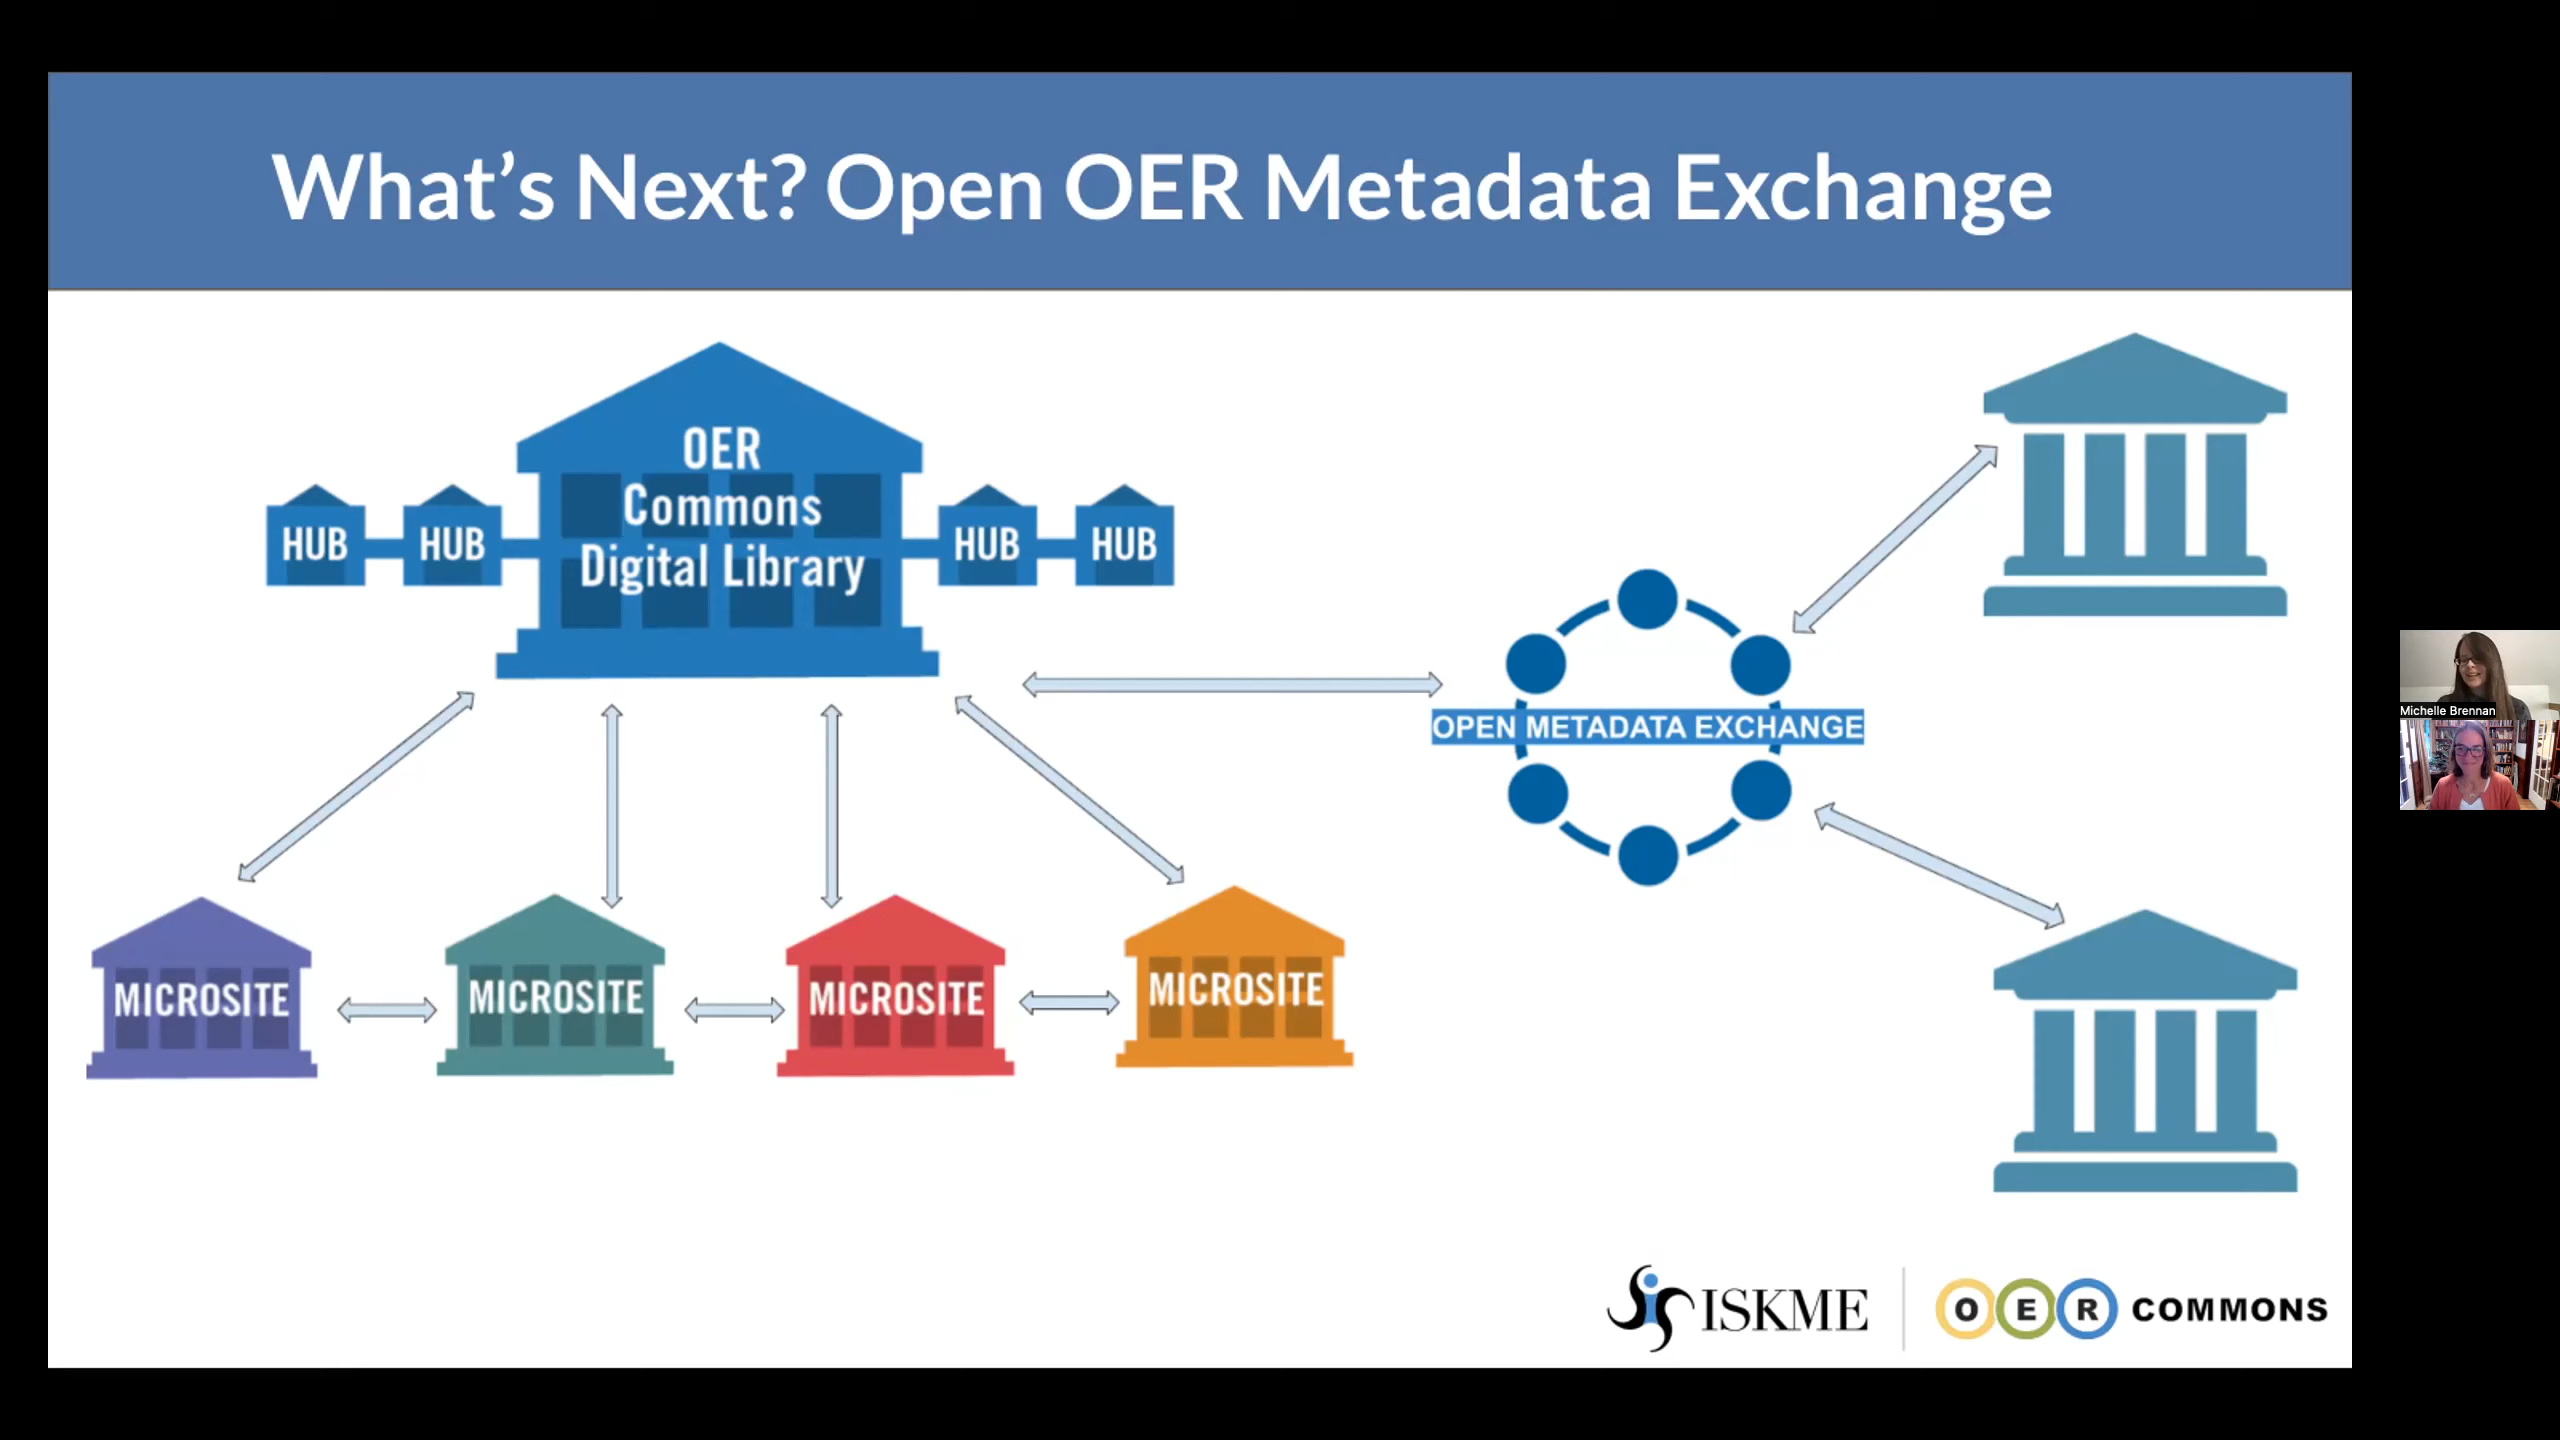 What's Next? Open OER Metadata Exchange
OER
Commons
Digital Library
HUB
HUB
HUB
HUB
OPEN METADATA EXCHANGE
MICROSITE
MICROSITE
MICROSITE
MICROSITE
Michelle Brennan
ISKME
O E R COMMONS